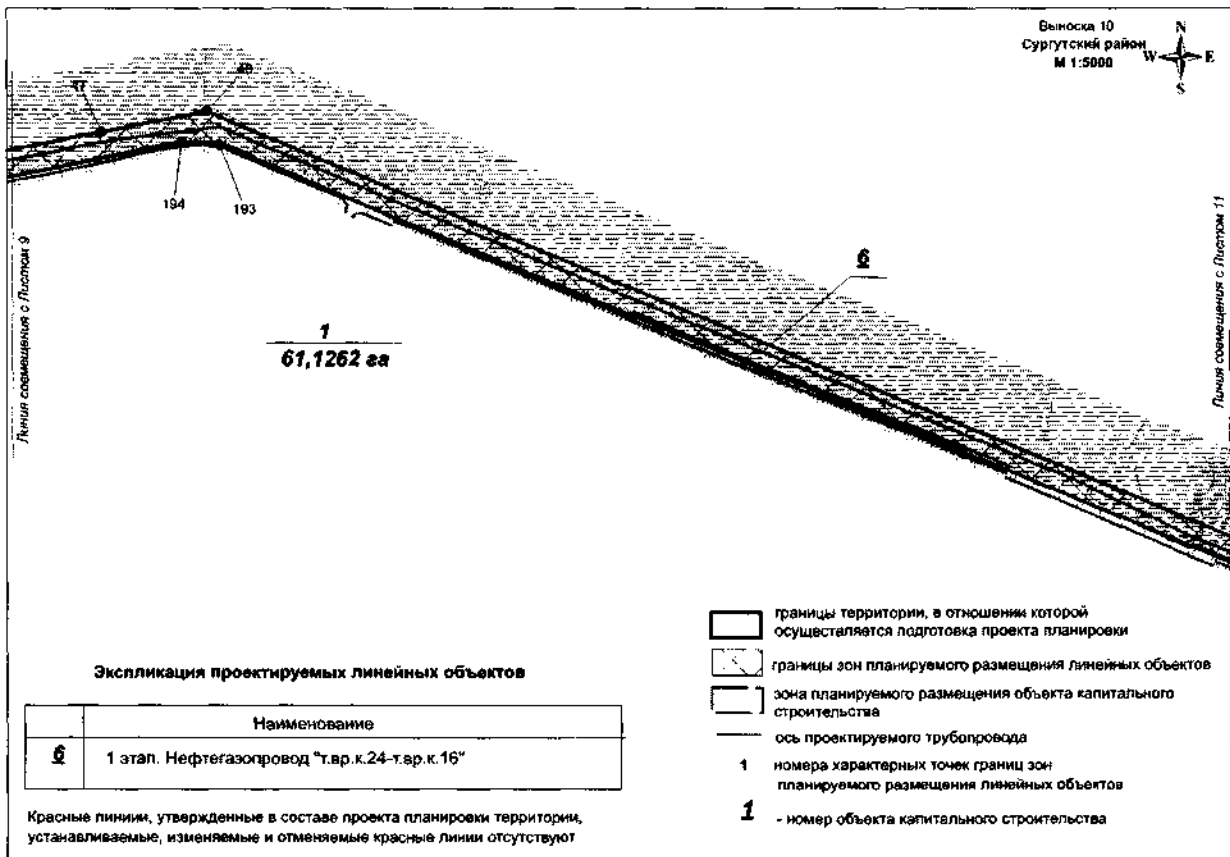 Выноска 10
Сургутский район
М 1:5000
N
W
E
S
194
193
6
1
61,1262 га
Линия совмещения с Листом 9
Линия совмещения с Листом 11
границы территории, в отношении которой
осуществляется подготовка проекта планировки
границы зон планируемого размещения линейных объектов
зона планируемого размещения объекта капитального
строительства
ось проектируемого трубопровода
1 номера характерных точек границ зон
планируемого размещения линейных объектов
1 - номер объекта капитального строительства
Экспликация проектируемых линейных объектов
Наименование
6 1 этап. Нефтегазопровод "т.вр.к.24-т.вр.к.16"
Красные линиии, утвержденные в составе проекта планировки территории,
устанавливаемые, изменяемые и отменяемые красные линии отсутствуют